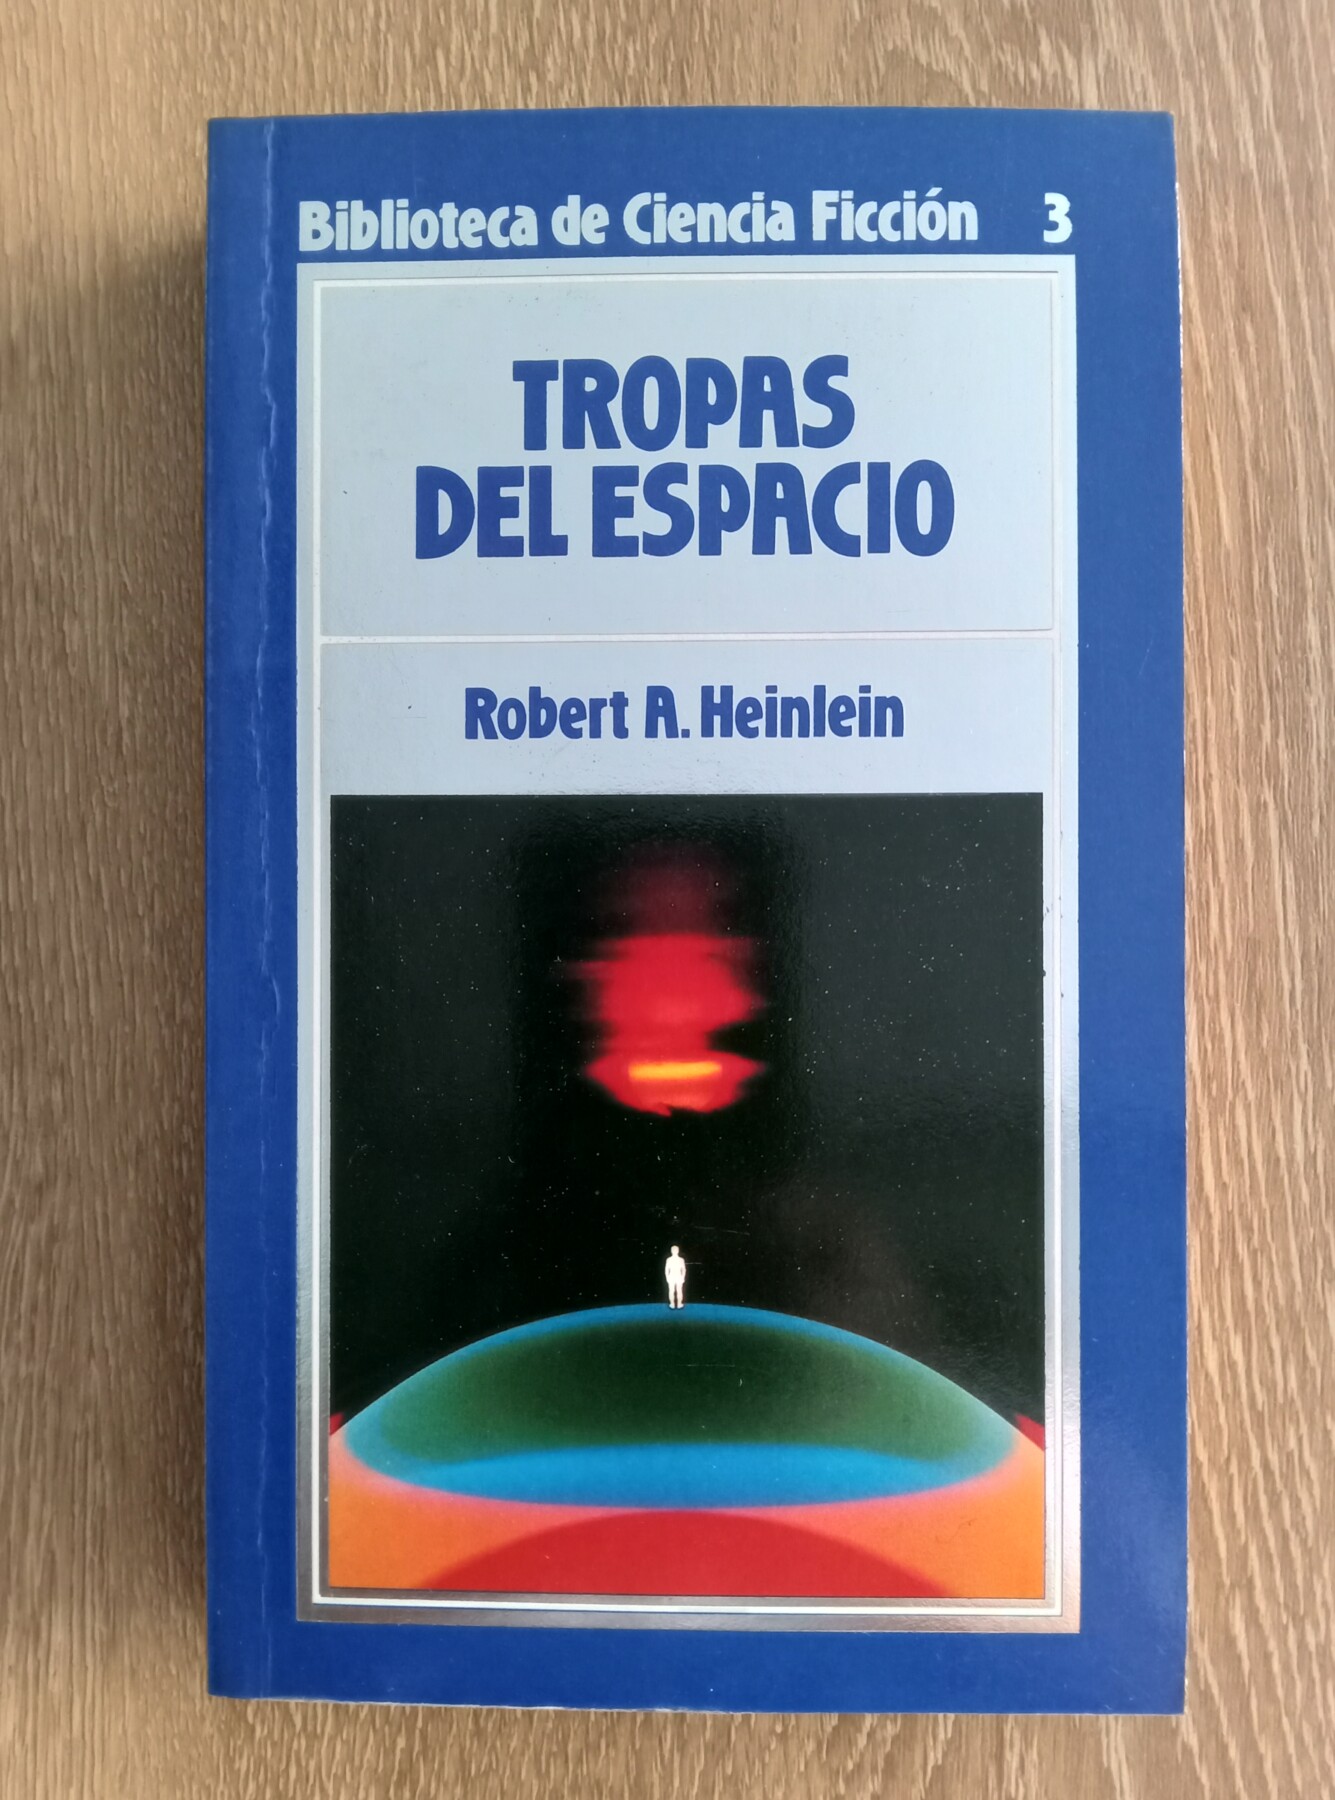 Biblioteca de Ciencia Ficción 3
TROPAS
DEL ESPACIO
Robert A. Heinlein